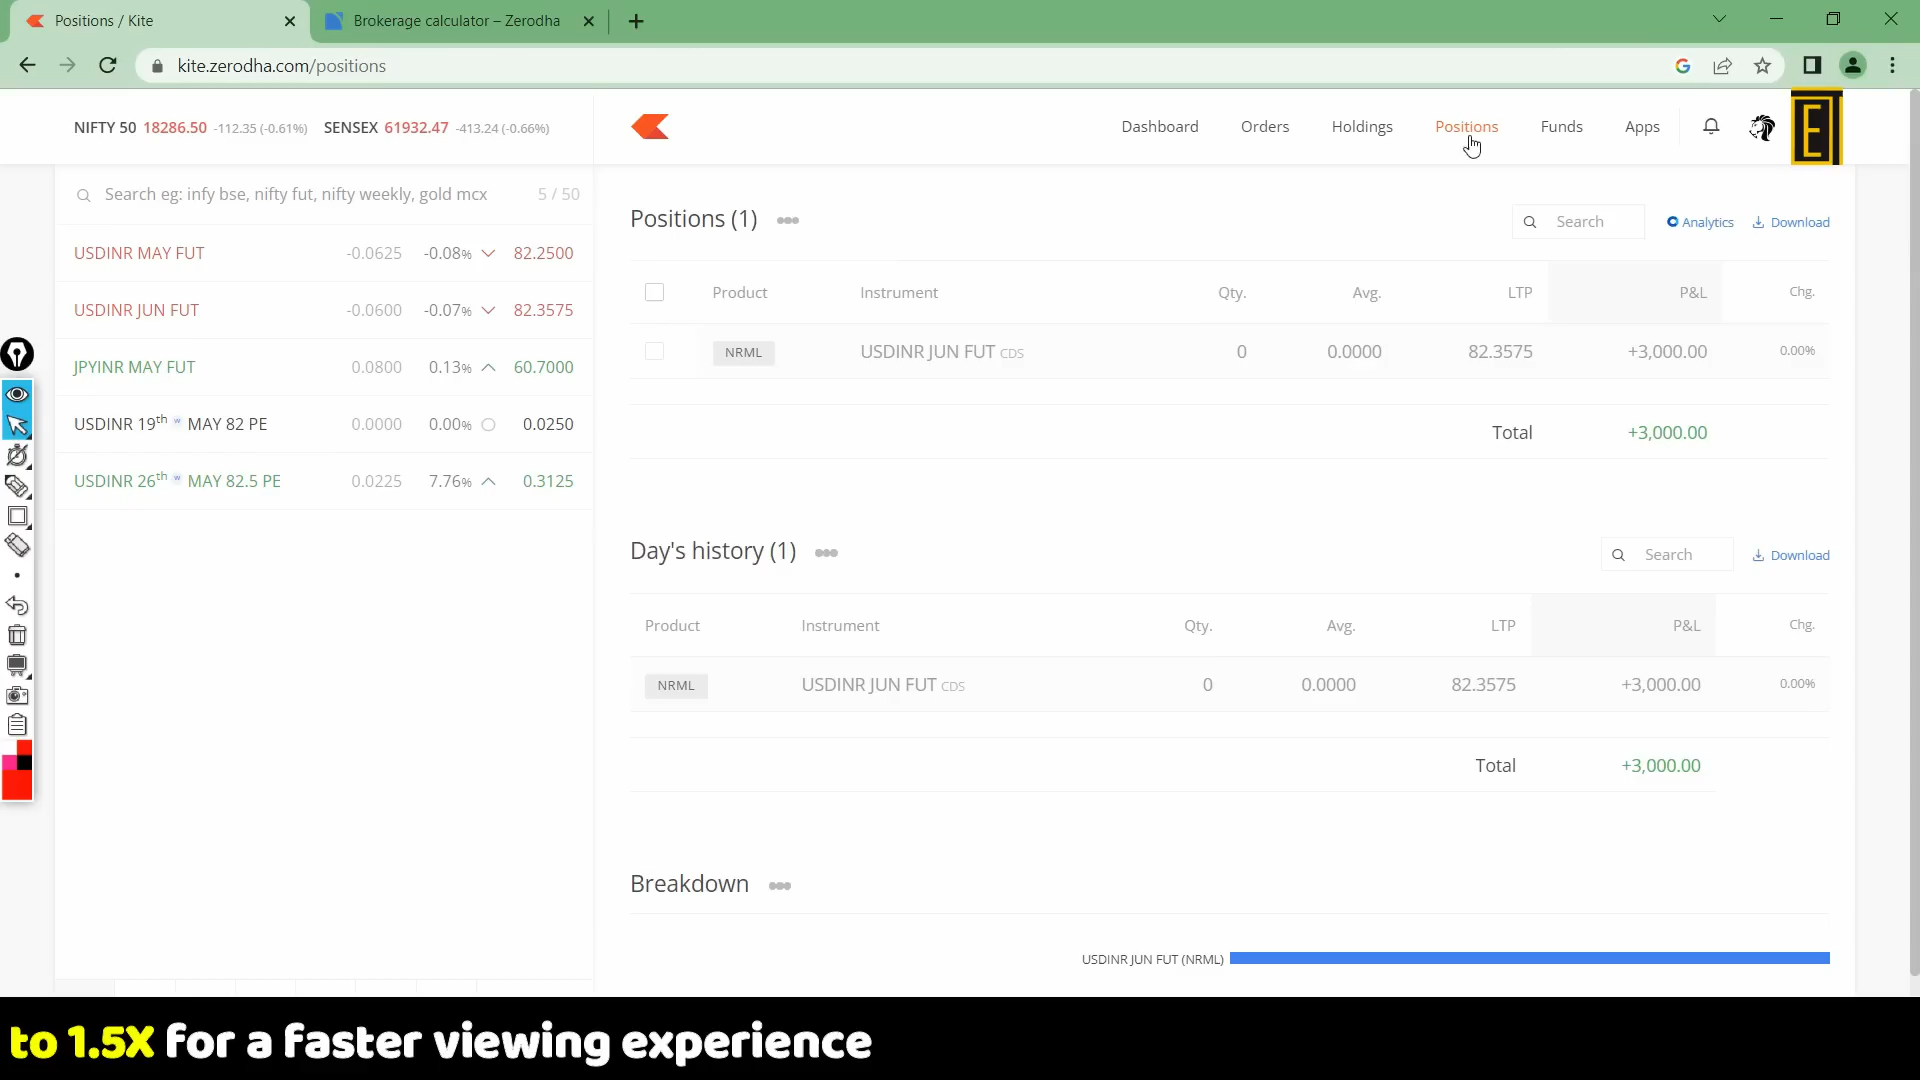 Positions / Kite
Brokerage calculator – Zerodha
kite.zerodha.com/positions
NIFTY 50 18286.50 -112.35 (-0.61%) SENSEX 61932.47 -413.24 (-0.66%)
Dashboard Orders Holdings Positions Funds Apps
E
Search eg: infy bse, nifty fut, nifty weekly, gold mcx 5 / 50
USDINR MAY FUT -0.0625 -0.08% 82.2500
USDINR JUN FUT -0.0600 -0.07% 82.3575
JPYINR MAY FUT 0.0800 0.13% 60.7000
USDINR 19th w MAY 82 PE 0.0000 0.00% 0.0250
USDINR 26th w MAY 82.5 PE 0.0225 7.76% 0.3125
Positions (1) Search Analytics Download
Product Instrument Qty. Avg. LTP P&L Chg.
NRML USDINR JUN FUT CDS 0 0.0000 82.3575 +3,000.00 0.00%
Total +3,000.00
Day's history (1) Search Download
Product Instrument Qty. Avg. LTP P&L Chg.
NRML USDINR JUN FUT CDS 0 0.0000 82.3575 +3,000.00 0.00%
Total +3,000.00
Breakdown
USDINR JUN FUT (NRML)
to 1.5X for a faster viewing experience